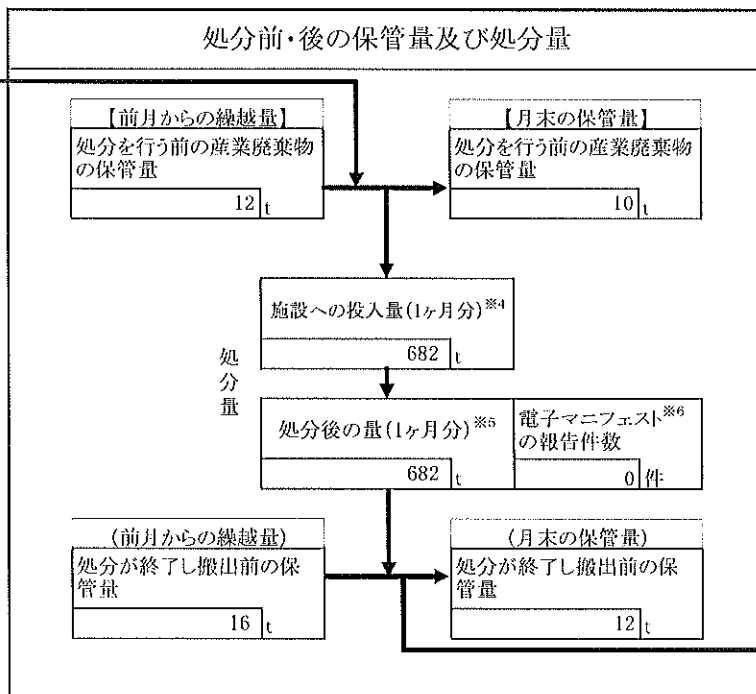 処分前・後の保管量及び処分量
【前月からの繰越量】
処分を行う前の産業廃棄物
の保管量
12 t
【月末の保管量】
処分を行う前の産業廃棄物
の保管量
10 t
施設への投入量(1ヶ月分)※4
682 t
処分量
処分後の量(1ヶ月分)※5
682 t
電子マニフェスト※6
の報告件数
0 件
(前月からの繰越量)
処分が終了し搬出前の保
管量
16 t
(月末の保管量)
処分が終了し搬出前の保
管量
12 t